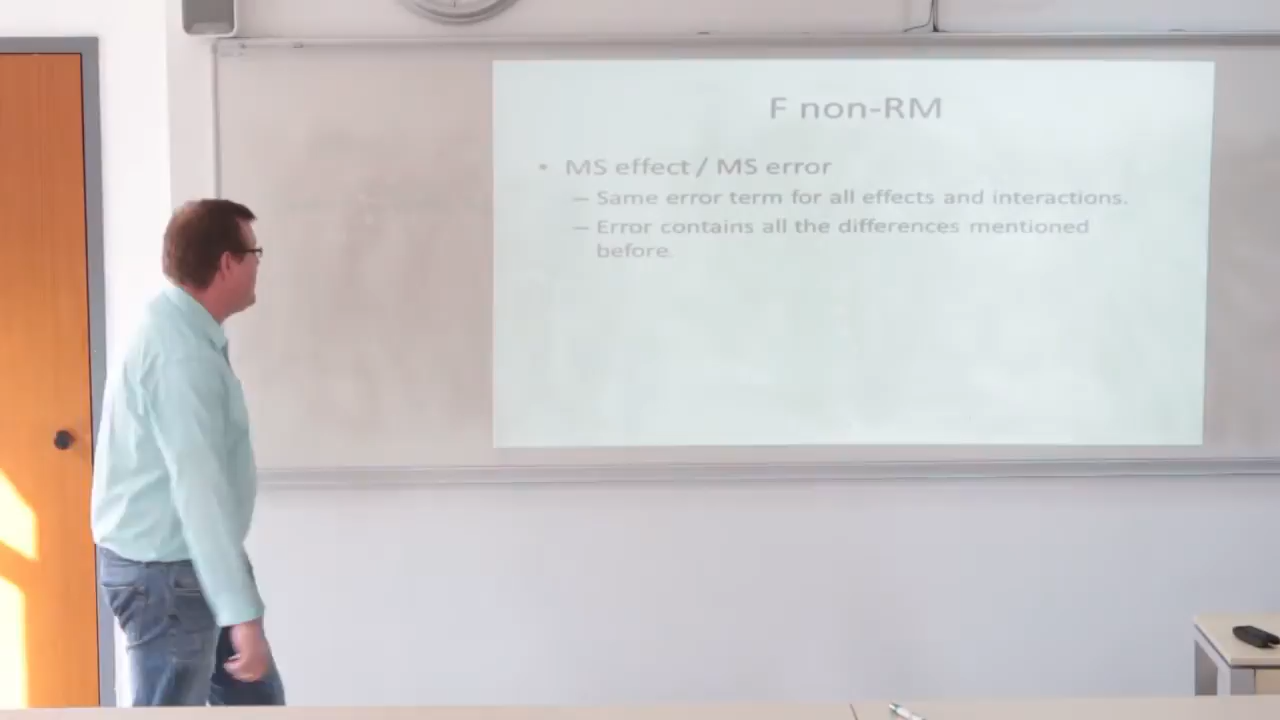 F non-RM
• MS effect / MS error
– Same error term for all effects and interactions.
– Error contains all the differences mentioned
before.